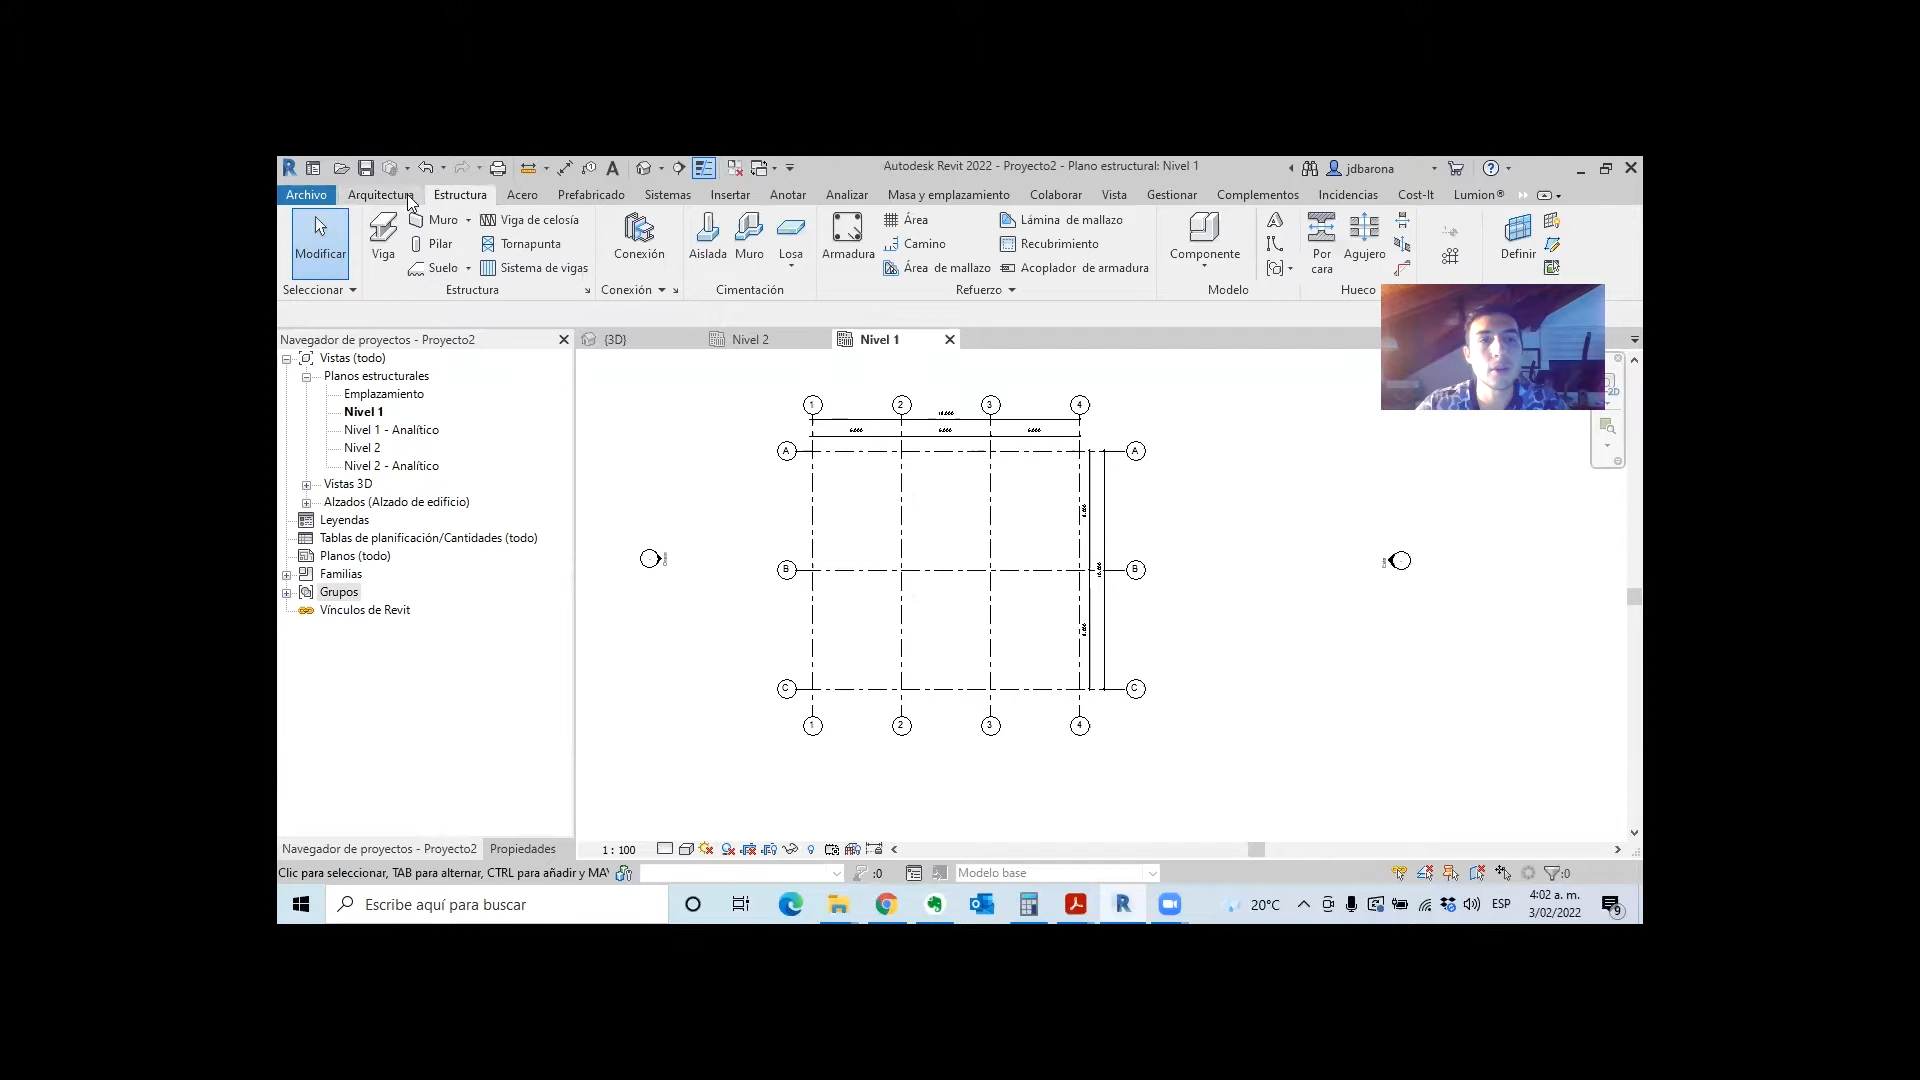 Autodesk Revit 2022 - Proyecto2 - Plano estructural: Nivel 1
jdbarona
Archivo Arquitectura Estructura Acero Prefabricado Sistemas Insertar Anotar Analizar Masa y emplazamiento Colaborar Vista Gestionar Complementos Incidencias Cost-It Lumion®
Muro Viga de celosía Área Lámina de mallazo
Pilar Tornapunta Camino Recubrimiento
Modificar Viga Conexión Aislada Muro Losa Armadura Componente Por cara Agujero Definir
Suelo Sistema de vigas Área de mallazo Acoplador de armadura
Seleccionar Estructura Conexión Cimentación Refuerzo Modelo Hueco
Navegador de proyectos - Proyecto2
{3D} Nivel 2 Nivel 1
Vistas (todo)
Planos estructurales
Emplazamiento
Nivel 1
Nivel 1 - Analítico
Nivel 2
Nivel 2 - Analítico
Vistas 3D
Alzados (Alzado de edificio)
Leyendas
Tablas de planificación/Cantidades (todo)
Planos (todo)
Familias
Grupos
Vínculos de Revit
1 2 3 4
A A
B B
C C
1 2 3 4
2D
Navegador de proyectos - Proyecto2 Propiedades
1 : 100
Clic para seleccionar, TAB para alternar, CTRL para añadir y MAY
:0
Modelo base
:0
Escribe aquí para buscar
20°C
ESP
4:02 a. m.
3/02/2022
9